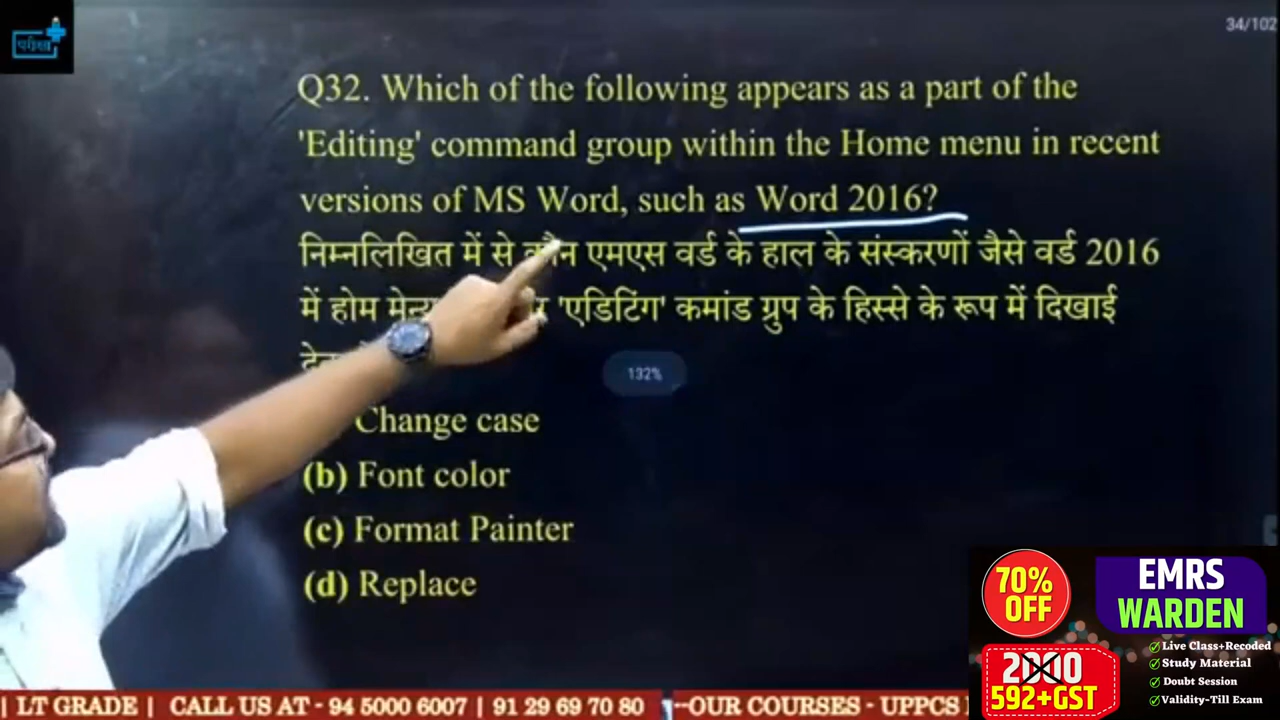 परीक्षा
34/102
Q32. Which of the following appears as a part of the
'Editing' command group within the Home menu in recent
versions of MS Word, such as Word 2016?
निम्नलिखित में से कौन एमएस वर्ड के हाल के संस्करणों जैसे वर्ड 2016
में होम 'एडिटिंग' कमांड ग्रुप के हिस्से के रूप में दिखाई
132%
Change case
(b) Font color
(c) Format Painter
(d) Replace
70%
OFF
EMRS
WARDEN
2000
592+GST
Live Class+Recoded
Study Material
Doubt Session
Validity-Till Exam
| LT GRADE | CALL US AT - 94 5000 6007 | 91 29 69 70 80
--OUR COURSES - UPPCS